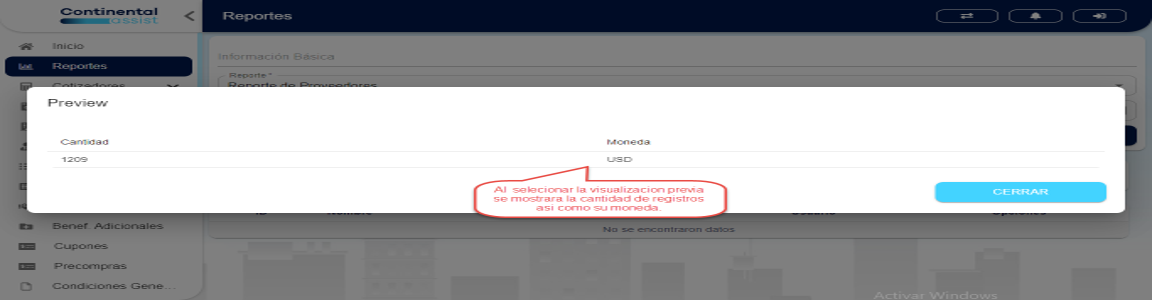 Continental
assist
Reportes
Inicio
Reportes
Información Básica
Reporte *
Cotizadores
Reporte de Proveedores
Preview
Cantidad Moneda
1209 USD
Al selecionar la visualizacion previa
se mostrara la cantidad de registros
asi como su moneda.
CERRAR
ID Nombre Usuario Opciones
Benef. Adicionales
No se encontraron datos
Cupones
Precompras
Condiciones Gene...
Activar Windows